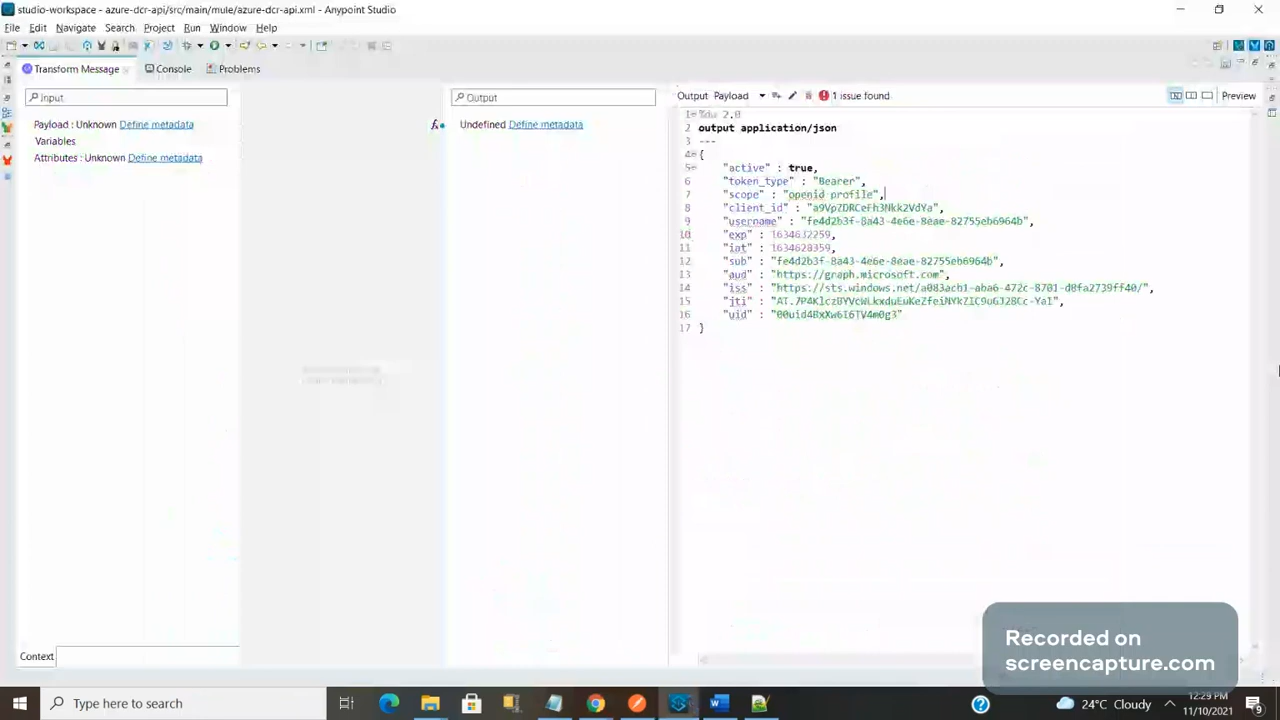 studio-workspace - azure-dcr-api/src/main/mule/azure-dcr-api.xml - Anypoint Studio
File Edit Navigate Search Project Run Window Help
Transform Message Console Problems
Input
Output
Output Payload 1 issue found Preview
Payload : Unknown Define metadata
Variables
Attributes : Unknown Define metadata
Undefined Define metadata
1 %dw 2.0
2 output application/json
3 ---
4 {
5 "active" : true,
6 "token_type" : "Bearer",
7 "scope" : "openid profile",
8 "client_id" :
9 "username" : "fe4d2b3f-8a43-4e6e-8eae-82755eb6964b",
10 "exp" : 1634632259,
11 "iat" : 1634628359,
12 "sub" : "fe4d2b3f-8a43-4e6e-8eae-82755eb6964b",
13 "aud" : "https://graph.microsoft.com",
14 "iss" : "https://sts.windows.net/a083acb1-aba6-472c-8701-d8fa2739ff40/",
15 "jti" :
16 "uid" :
17 }
Context
Recorded on
screencapture.com
Type here to search
24°C Cloudy
12:29 PM
11/10/2021
9